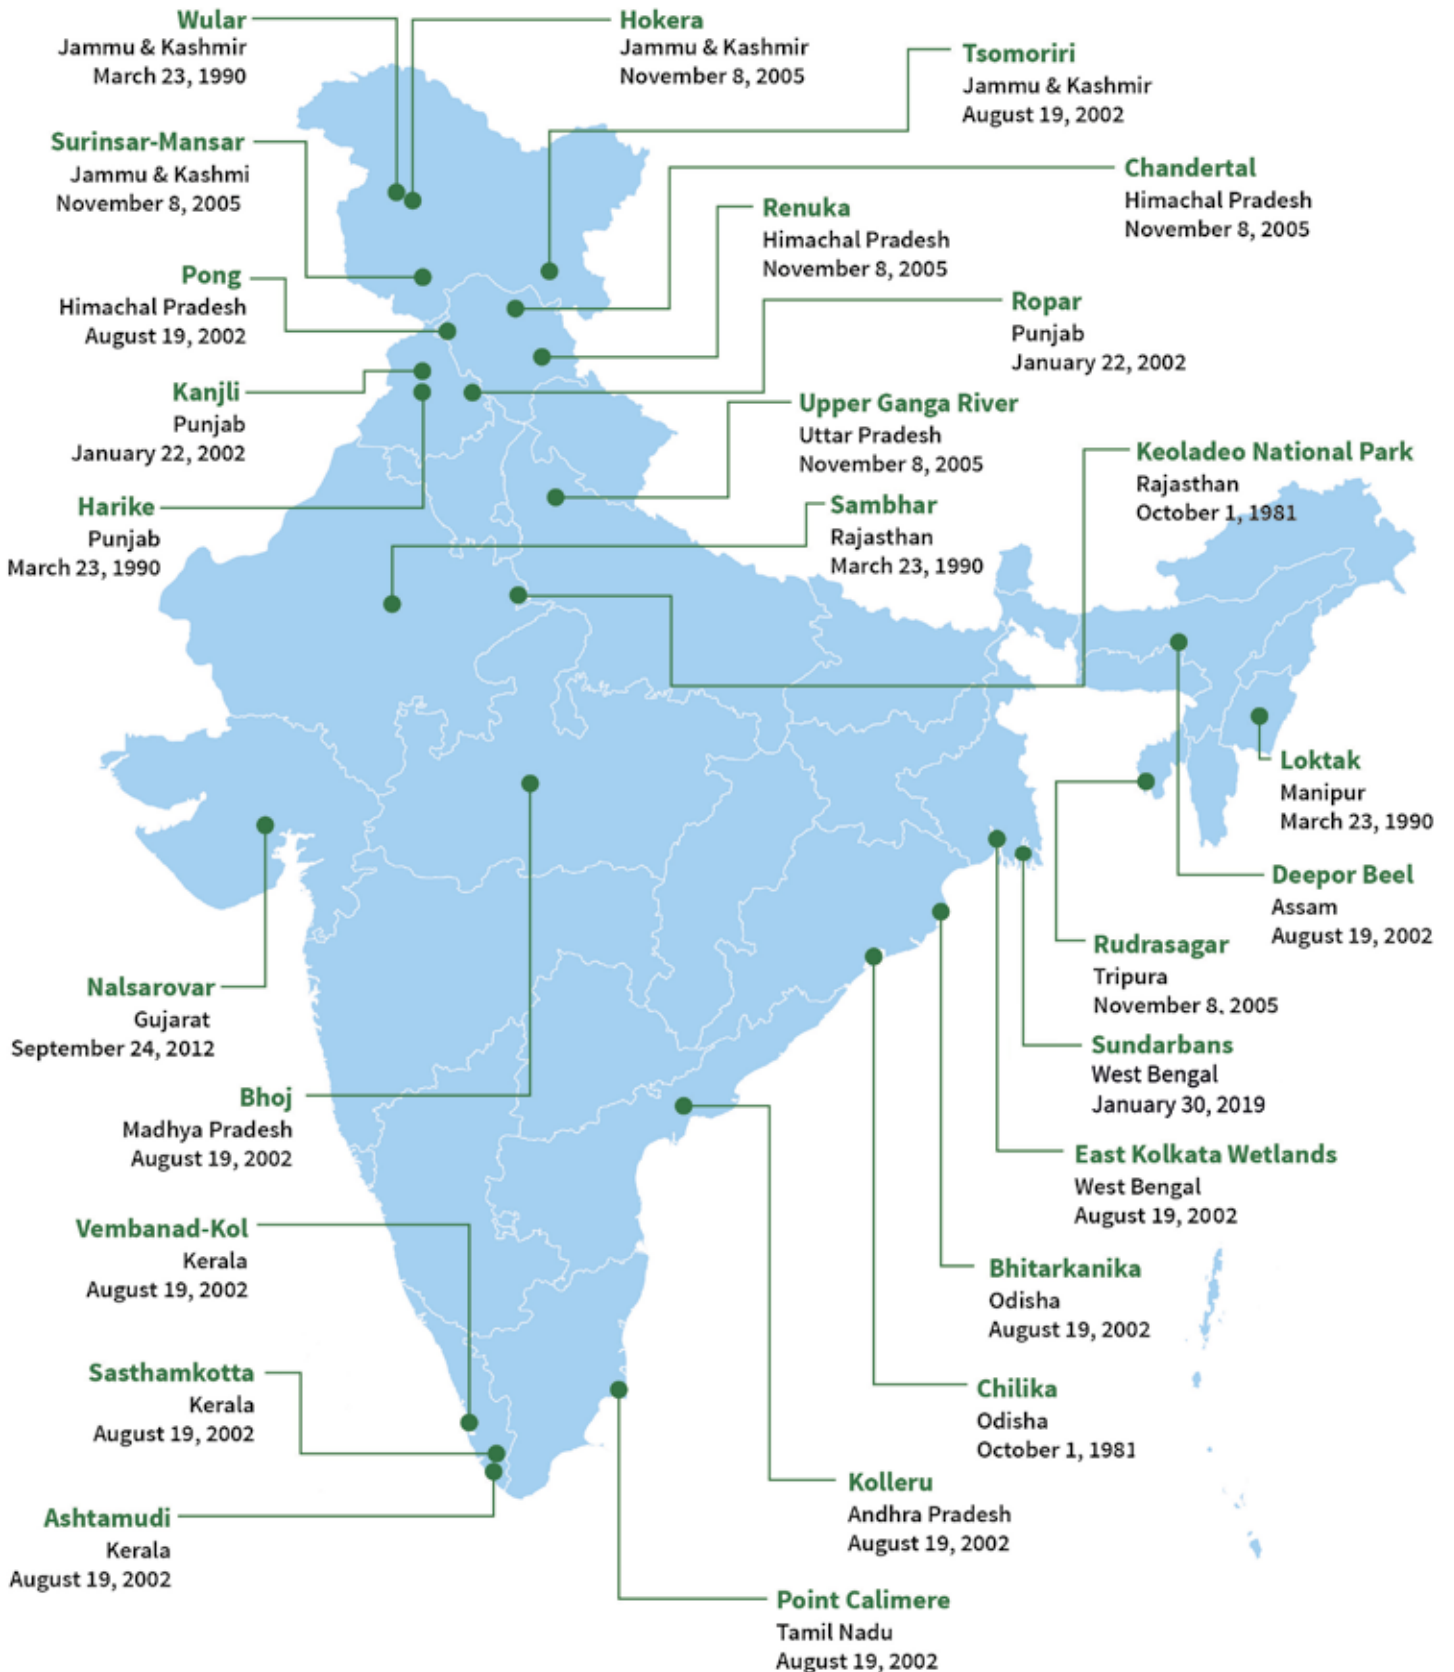 Wular
Jammu & Kashmir
March 23, 1990
Hokera
Jammu & Kashmir
November 8, 2005
Tsomoriri
Jammu & Kashmir
August 19, 2002
Surinsar-Mansar
Jammu & Kashmi
November 8, 2005
Chandertal
Himachal Pradesh
November 8, 2005
Renuka
Himachal Pradesh
November 8, 2005
Pong
Himachal Pradesh
August 19, 2002
Ropar
Punjab
January 22, 2002
Kanjli
Punjab
January 22, 2002
Upper Ganga River
Uttar Pradesh
November 8, 2005
Keoladeo National Park
Rajasthan
October 1, 1981
Harike
Punjab
March 23, 1990
Sambhar
Rajasthan
March 23, 1990
Loktak
Manipur
March 23, 1990
Deepor Beel
Assam
August 19, 2002
Rudrasagar
Tripura
November 8, 2005
Nalsarovar
Gujarat
September 24, 2012
Sundarbans
West Bengal
January 30, 2019
Bhoj
Madhya Pradesh
August 19, 2002
East Kolkata Wetlands
West Bengal
August 19, 2002
Vembanad-Kol
Kerala
August 19, 2002
Bhitarkanika
Odisha
August 19, 2002
Sasthamkotta
Kerala
August 19, 2002
Chilika
Odisha
October 1, 1981
Kolleru
Andhra Pradesh
August 19, 2002
Ashtamudi
Kerala
August 19, 2002
Point Calimere
Tamil Nadu
August 19, 2002